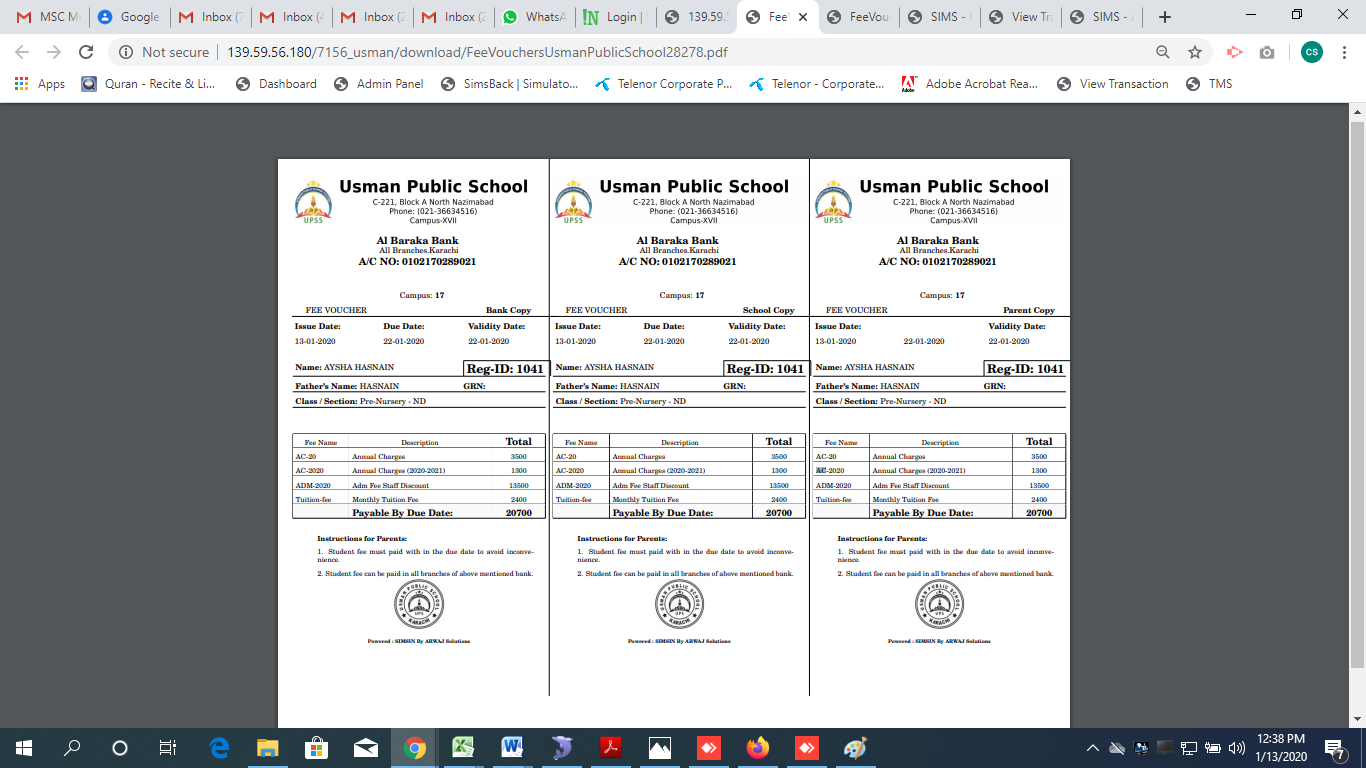 MSC M
Google
Inbox (7
Inbox (4
Inbox (2
Inbox (2
WhatsA
Login |
139.59.5
Fee
FeeVou
SIMS -
View Tr
SIMS -
Not secure | 139.59.56.180/7156_usman/download/FeeVouchersUsmanPublicSchool28278.pdf
CS
Apps
Quran - Recite & Li...
Dashboard
Admin Panel
SimsBack | Simulato...
Telenor Corporate P...
Telenor - Corporate...
Adobe Acrobat Rea...
View Transaction
TMS
UPSS
Usman Public School
C-221, Block A North Nazimabad
Phone: (021-36634516)
Campus-XVII
Al Baraka Bank
All Branches.Karachi
A/C NO: 0102170289021
Campus: 17
FEE VOUCHER Bank Copy
Issue Date: Due Date: Validity Date:
13-01-2020 22-01-2020 22-01-2020
Name: AYSHA HASNAIN Reg-ID: 1041
Father's Name: HASNAIN GRN:
Class / Section: Pre-Nursery - ND
Fee Name Description Total
AC-20 Annual Charges 3500
AC-2020 Annual Charges (2020-2021) 1300
ADM-2020 Adm Fee Staff Discount 13500
Tuition-fee Monthly Tuition Fee 2400
Payable By Due Date: 20700
Instructions for Parents:
1. Student fee must paid with in the due date to avoid inconve-
nience.
2. Student fee can be paid in all branches of above mentioned bank.
USMAN PUBLIC SCHOOL
UPS
KARACHI
Powered : SIMSIN By ARWAJ Solutions
UPSS
Usman Public School
C-221, Block A North Nazimabad
Phone: (021-36634516)
Campus-XVII
Al Baraka Bank
All Branches.Karachi
A/C NO: 0102170289021
Campus: 17
FEE VOUCHER School Copy
Issue Date: Due Date: Validity Date:
13-01-2020 22-01-2020 22-01-2020
Name: AYSHA HASNAIN Reg-ID: 1041
Father's Name: HASNAIN GRN:
Class / Section: Pre-Nursery - ND
Fee Name Description Total
AC-20 Annual Charges 3500
AC-2020 Annual Charges (2020-2021) 1300
ADM-2020 Adm Fee Staff Discount 13500
Tuition-fee Monthly Tuition Fee 2400
Payable By Due Date: 20700
Instructions for Parents:
1. Student fee must paid with in the due date to avoid inconve-
nience.
2. Student fee can be paid in all branches of above mentioned bank.
USMAN PUBLIC SCHOOL
UPS
KARACHI
Powered : SIMSIN By ARWAJ Solutions
UPSS
Usman Public School
C-221, Block A North Nazimabad
Phone: (021-36634516)
Campus-XVII
Al Baraka Bank
All Branches.Karachi
A/C NO: 0102170289021
Campus: 17
FEE VOUCHER Parent Copy
Issue Date: Validity Date:
13-01-2020 22-01-2020 22-01-2020
Name: AYSHA HASNAIN Reg-ID: 1041
Father's Name: HASNAIN GRN:
Class / Section: Pre-Nursery - ND
Fee Name Description Total
AC-20 Annual Charges 3500
AC-2020 Annual Charges (2020-2021) 1300
ADM-2020 Adm Fee Staff Discount 13500
Tuition-fee Monthly Tuition Fee 2400
Payable By Due Date: 20700
Instructions for Parents:
1. Student fee must paid with in the due date to avoid inconve-
nience.
2. Student fee can be paid in all branches of above mentioned bank.
USMAN PUBLIC SCHOOL
UPS
KARACHI
Powered : SIMSIN By ARWAJ Solutions
12:38 PM
1/13/2020
7